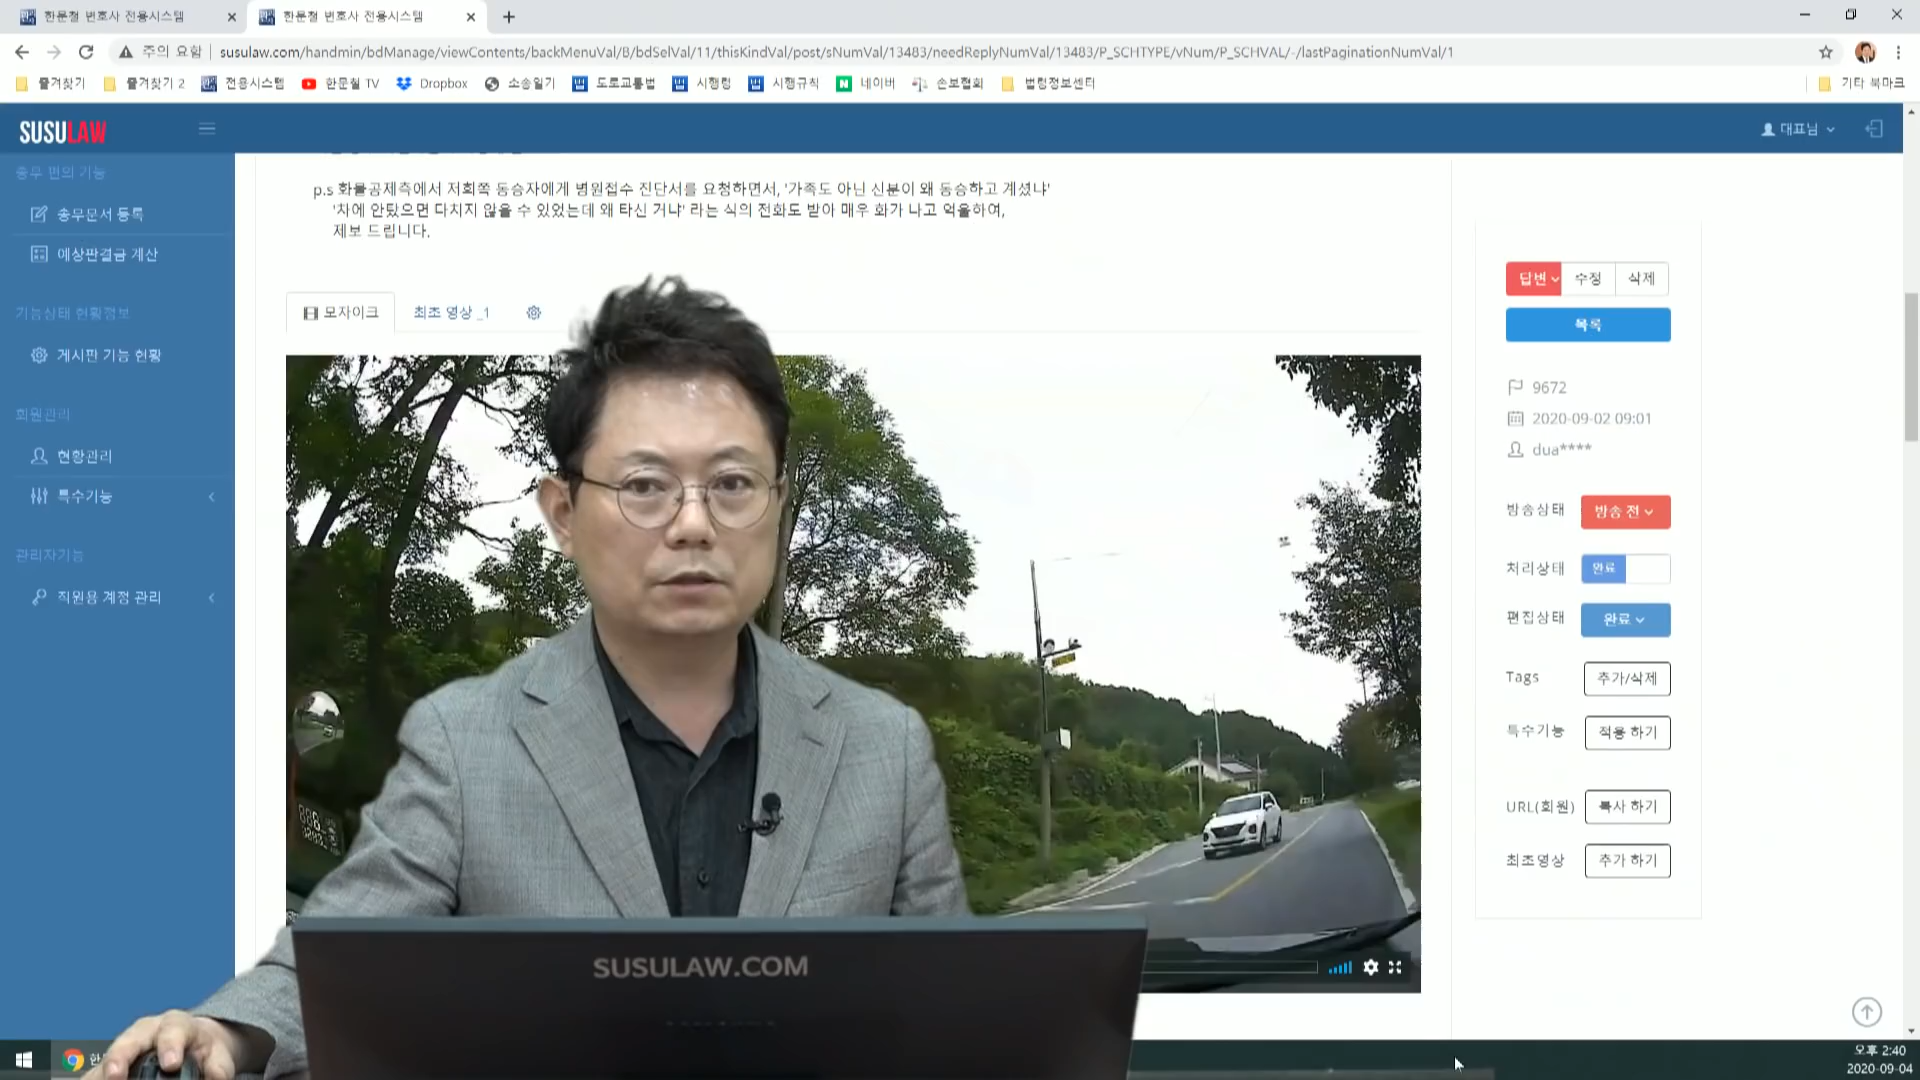 한문철 변호사 전용시스템
한문철 변호사 전용시스템
주의 요함
susulaw.com/handmin/bdManage/viewContents/backMenuVal/B/bdSelVal/11/thisKindVal/post/sNumVal/13483/needReplyNumVal/13483/P_SCHTYPE/vNum/P_SCHVAL/-/lastPaginationNumVal/1
즐겨찾기
즐겨찾기 2
전용시스템
한문철 TV
Dropbox
소송일기
도로교통법
시행령
시행규칙
네이버
손보협회
법령정보센터
기타 북마크
SUSULAW
대표님
총무 편의 기능
총무문서 등록
예상판결금 계산
기능상태 현황정보
게시판 기능 현황
회원관리
현황관리
특수기능
관리자기능
직원용 계정 관리
p.s 화물공제측에서 저희쪽 동승자에게 병원접수 진단서를 요청하면서, '가족도 아닌 신분이 왜 동승하고 계셨냐'
'차에 안탔으면 다치지 않을 수 있었는데 왜 타신 거냐' 라는 식의 전화도 받아 매우 화가 나고 억울하여,
제보 드립니다.
모자이크
최초 영상 _1
답변
수정
삭제
목록
9672
2020-09-02 09:01
dua****
방송상태
방송 전
처리상태
완료
편집상태
완료
Tags
추가/삭제
특수기능
적용 하기
URL(회원)
복사 하기
최초영상
추가 하기
SUSULAW.COM
오후 2:40
2020-09-04